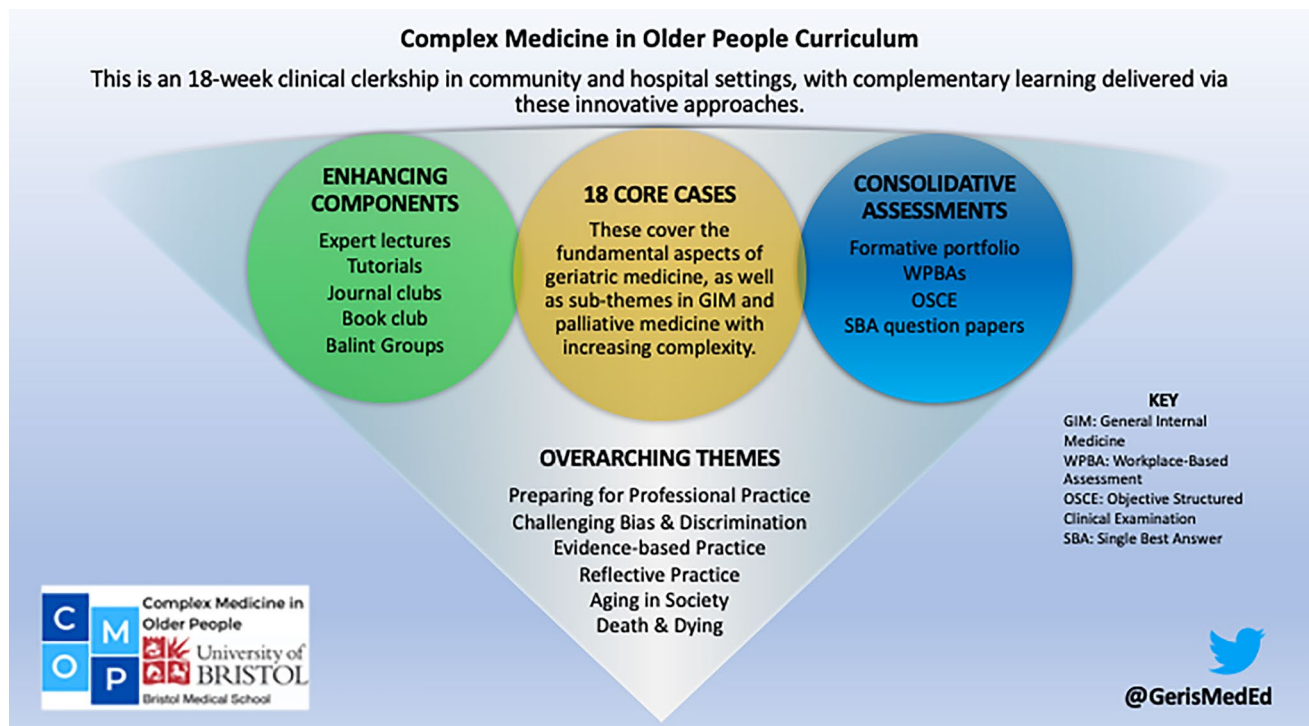 Complex Medicine in Older People Curriculum
This is an 18-week clinical clerkship in community and hospital settings, with complementary learning delivered via
these innovative approaches.
ENHANCING
COMPONENTS
Expert lectures
Tutorials
Journal clubs
Book club
Balint Groups
18 CORE CASES
These cover the
fundamental aspects of
geriatric medicine, as well
as sub-themes in GIM and
palliative medicine with
increasing complexity.
CONSOLIDATIVE
ASSESSMENTS
Formative portfolio
WPBAs
OSCE
SBA question papers
OVERARCHING THEMES
Preparing for Professional Practice
Challenging Bias & Discrimination
Evidence-based Practice
Reflective Practice
Aging in Society
Death & Dying
KEY
GIM: General Internal
Medicine
WPBA: Workplace-Based
Assessment
OSCE: Objective Structured
Clinical Examination
SBA: Single Best Answer
C
M
O
P
Complex Medicine in
Older People
University of
BRISTOL
Bristol Medical School
@GerisMedEd